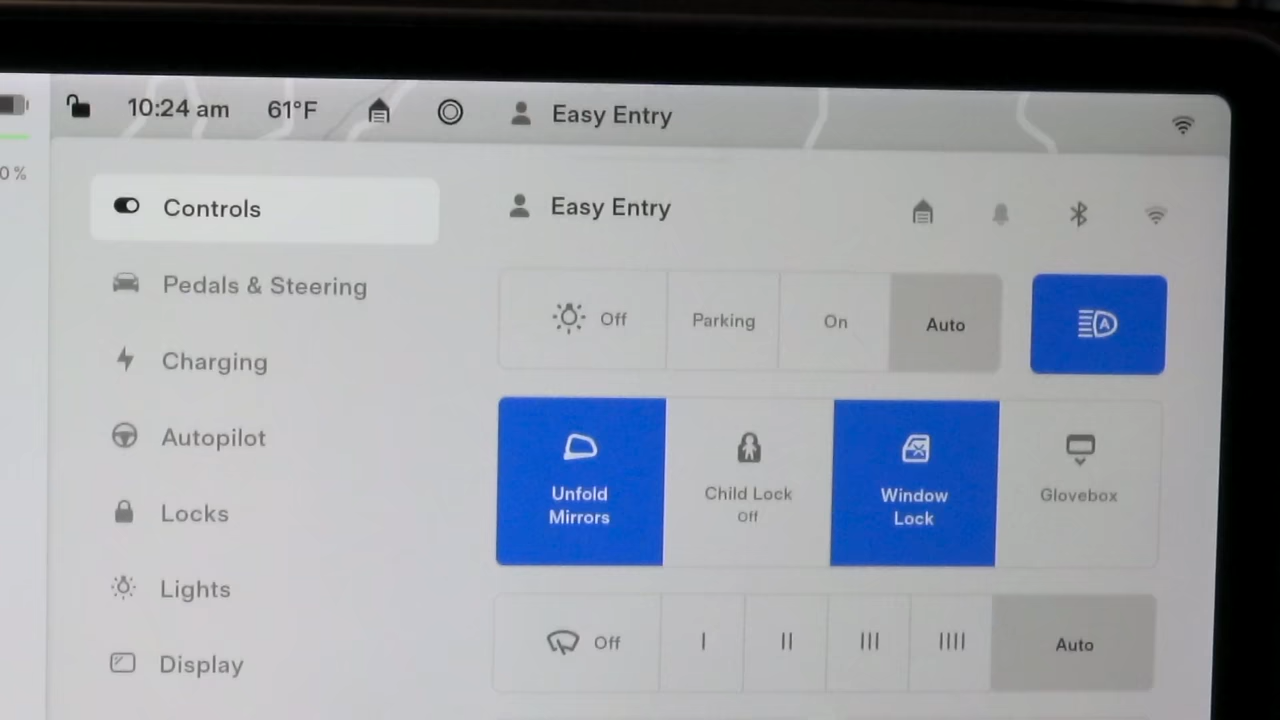 10:24 am 61°F Easy Entry
0%
Controls
Easy Entry
Pedals & Steering
Off Parking On Auto
A
Charging
Autopilot
Unfold
Mirrors
Child Lock
Off
Window
Lock
Glovebox
Locks
Lights
Off I II III IIII Auto
Display